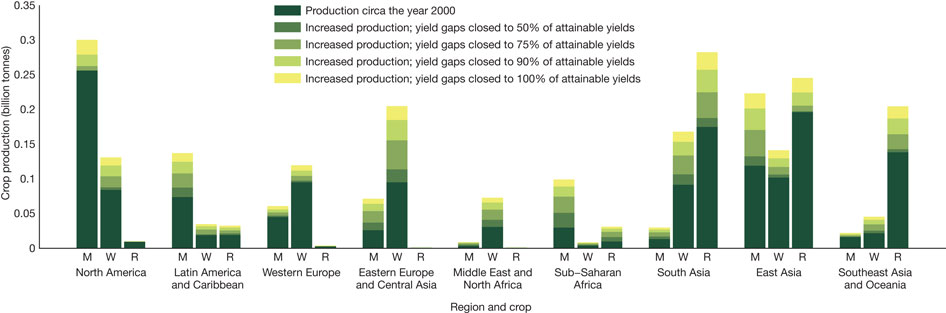 0.35
0.3
0.25
0.2
0.15
0.1
0.05
0
Crop production (billion tonnes)
Production circa the year 2000
Increased production; yield gaps closed to 50% of attainable yields
Increased production; yield gaps closed to 75% of attainable yields
Increased production; yield gaps closed to 90% of attainable yields
Increased production; yield gaps closed to 100% of attainable yields
M W R M W R M W R M W R M W R M W R M W R M W R M W R
North America
Latin America
and Caribbean
Western Europe
Eastern Europe
and Central Asia
Middle East and
North Africa
Sub−Saharan
Africa
South Asia
East Asia
Southeast Asia
and Oceania
Region and crop